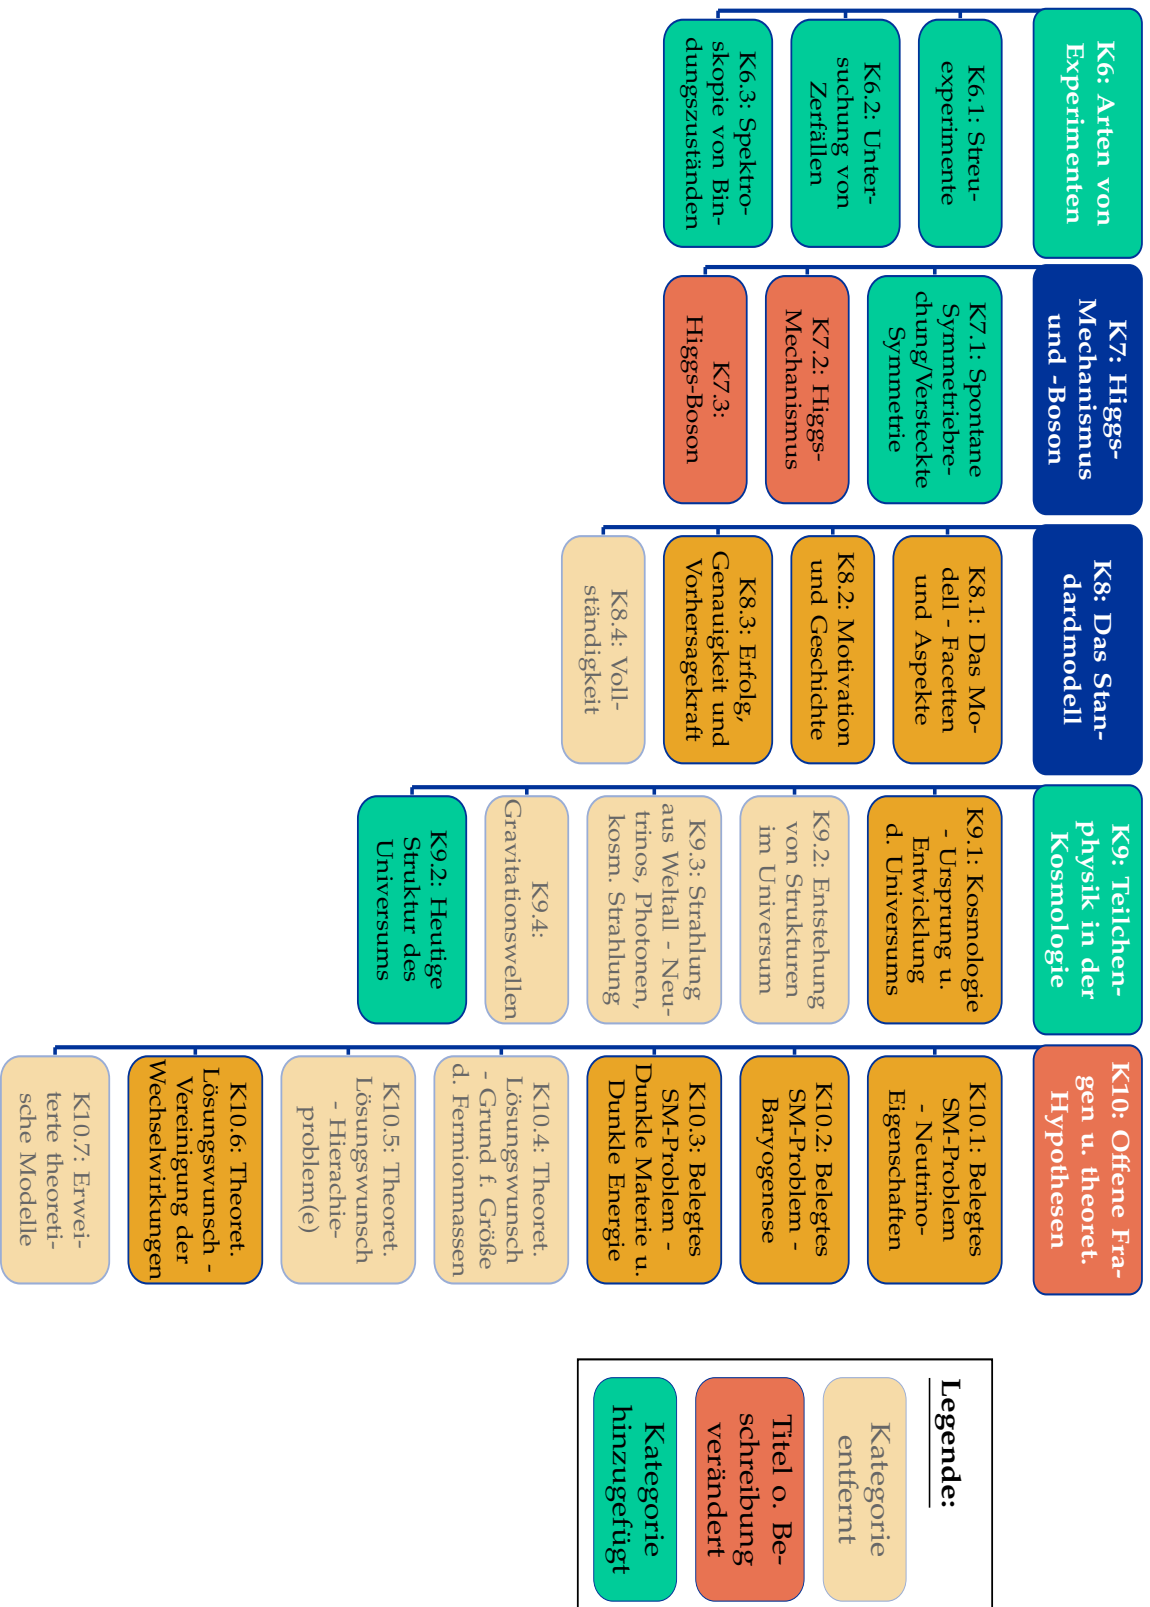 K6: Arten von
Experimenten
K6.1: Streu-
experimente
K6.2: Unter-
suchung von
Zerfällen
K6.3: Spektro-
skopie von Bin-
dungszuständen
K7: Higgs-
Mechanismus
und -Boson
K7.1: Spontane
Symmetriebre-
chung/Versteckte
Symmetrie
K7.2: Higgs-
Mechanismus
K7.3:
Higgs-Boson
K8: Das Stan-
dardmodell
K8.1: Das Mo-
dell - Facetten
und Aspekte
K8.2: Motivation
und Geschichte
K8.3: Erfolg,
Genauigkeit und
Vorhersagekraft
K8.4: Voll-
ständigkeit
K9: Teilchen-
physik in der
Kosmologie
K9.1: Kosmologie
- Ursprung u.
Entwicklung
d. Universums
K9.2: Entstehung
von Strukturen
im Universum
K9.3: Strahlung
aus Weltall - Neu-
trinos, Photonen,
kosm. Strahlung
K9.4:
Gravitationswellen
K9.2: Heutige
Struktur des
Universums
K10: Offene Fra-
gen u. theoret.
Hypothesen
K10.1: Belegtes
SM-Problem
- Neutrino-
Eigenschaften
K10.2: Belegtes
SM-Problem -
Baryogenese
K10.3: Belegtes
SM-Problem -
Dunkle Materie u.
Dunkle Energie
K10.4: Theoret.
Lösungswunsch
- Grund f. Größe
d. Fermionmassen
K10.5: Theoret.
Lösungswunsch
- Hierachie-
problem(e)
K10.6: Theoret.
Lösungswunsch -
Vereinigung der
Wechselwirkungen
K10.7: Erwei-
terte theoreti-
sche Modelle
Legende:
Kategorie
entfernt
Titel o. Be-
schreibung
verändert
Kategorie
hinzugefügt